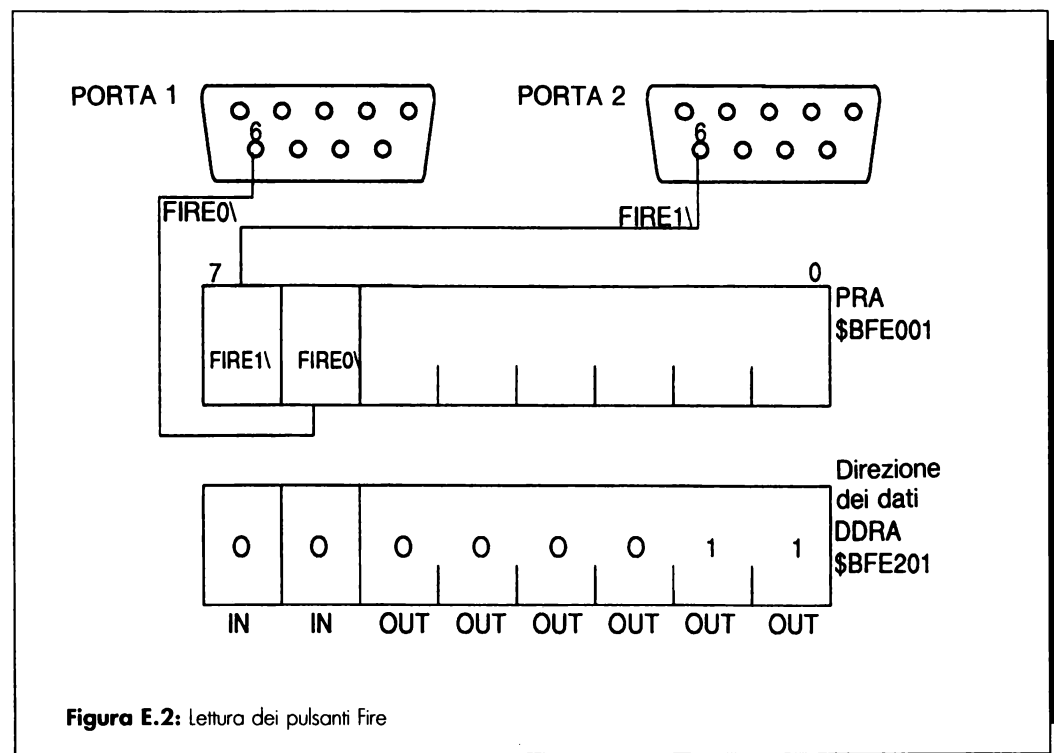 PORTA 1 PORTA 2
6 6
FIRE0\ FIRE1\
7 0
PRA
$BFE001
FIRE1\ FIRE0\
Direzione
dei dati
DDRA
$BFE201
0 0 0 0 0 0 1 1
IN IN OUT OUT OUT OUT OUT OUT
Figura E.2: Lettura dei pulsanti Fire